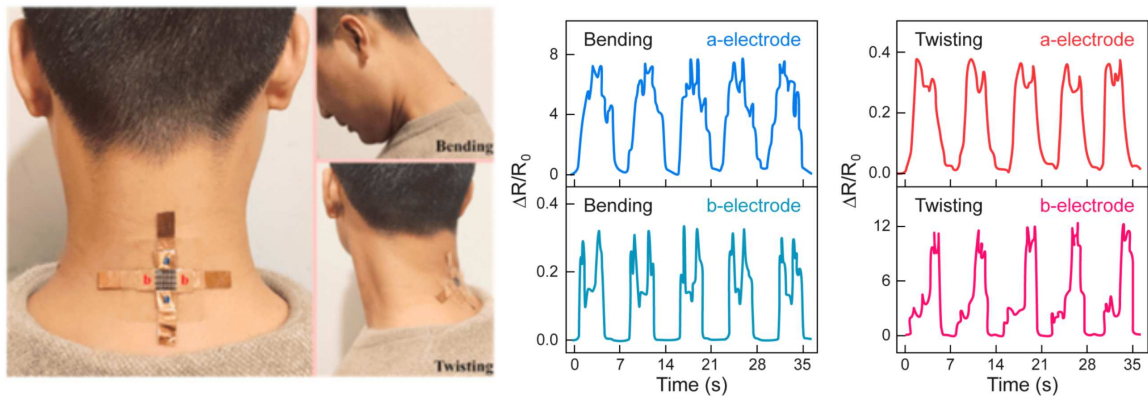 Bending
Twisting
b b
ΔR/R₀
Bending a-electrode
8
4
0
Bending b-electrode
0.4
0.2
0.0
0 7 14 21 28 35
Time (s)
ΔR/R₀
Twisting a-electrode
0.4
0.2
0.0
Twisting b-electrode
12
6
0
0 7 14 21 28 35
Time (s)